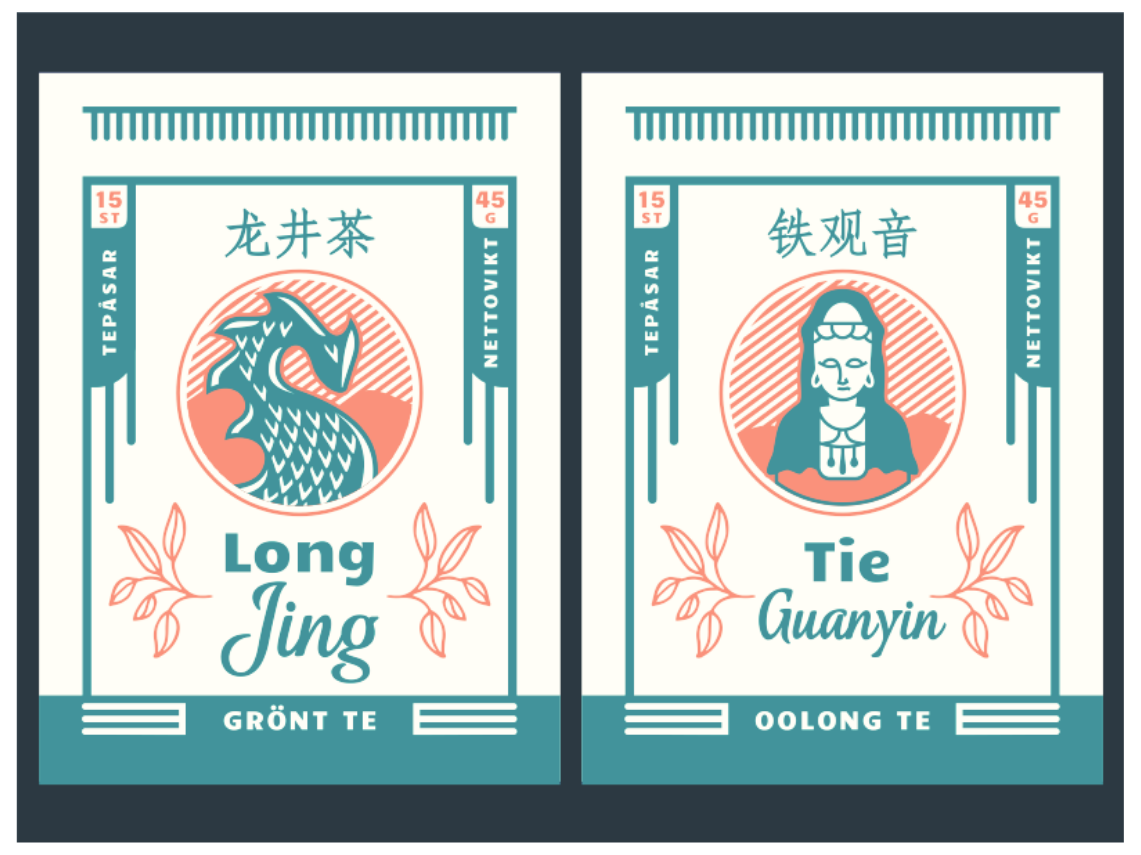 15
ST
TEPÅSAR
45
G
NETTOVIKT
龙井茶
Long
Jing
GRÖNT TE
15
ST
TEPÅSAR
45
G
NETTOVIKT
铁观音
Tie
Guanyin
OOLONG TE